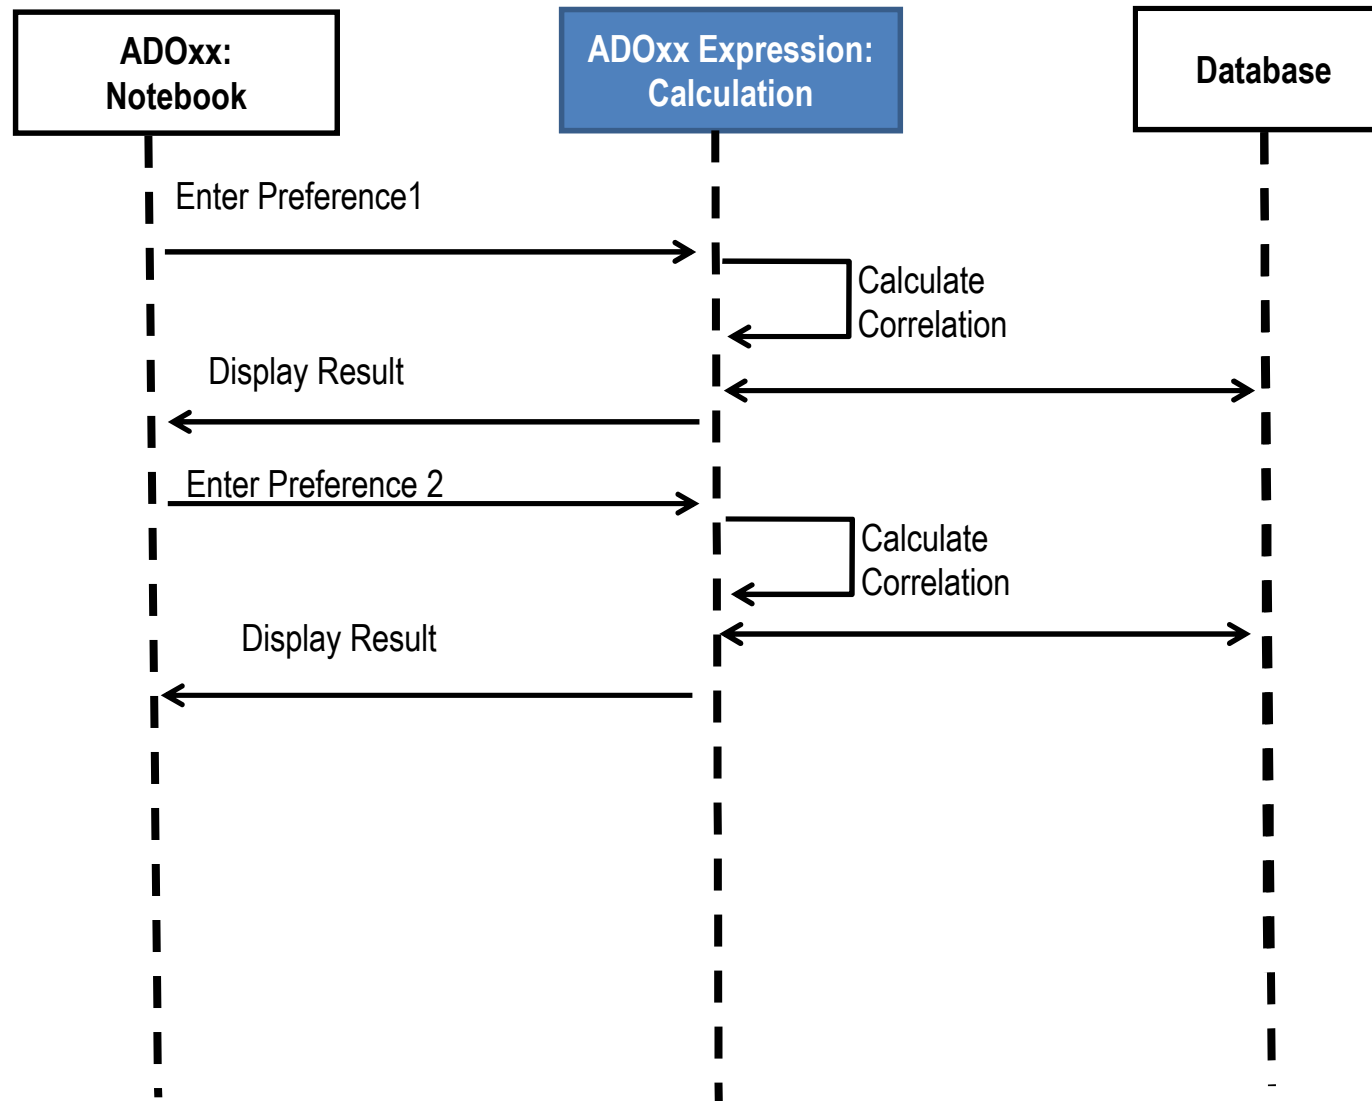 ADOxx:
Notebook
ADOxx Expression:
Calculation
Database
Enter Preference1
Calculate
Correlation
Display Result
Enter Preference 2
Calculate
Correlation
Display Result